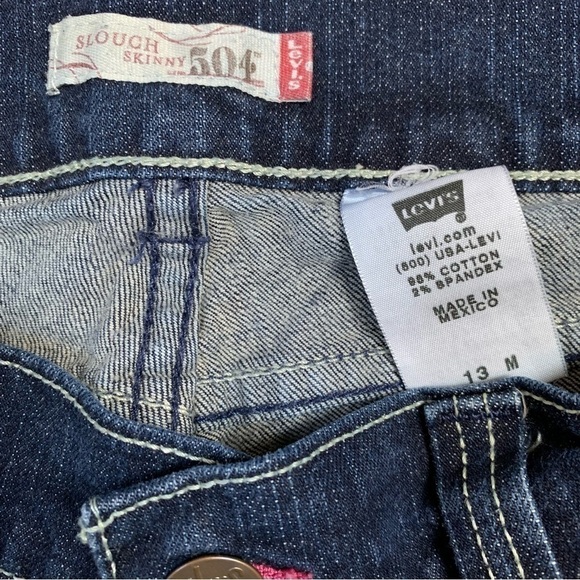 SLOUCH
SKINNY 504
Levi's
LEVI'S
levi.com
(800) USA-LEVI
98% COTTON
2% SPANDEX
MADE IN
MEXICO
13 M